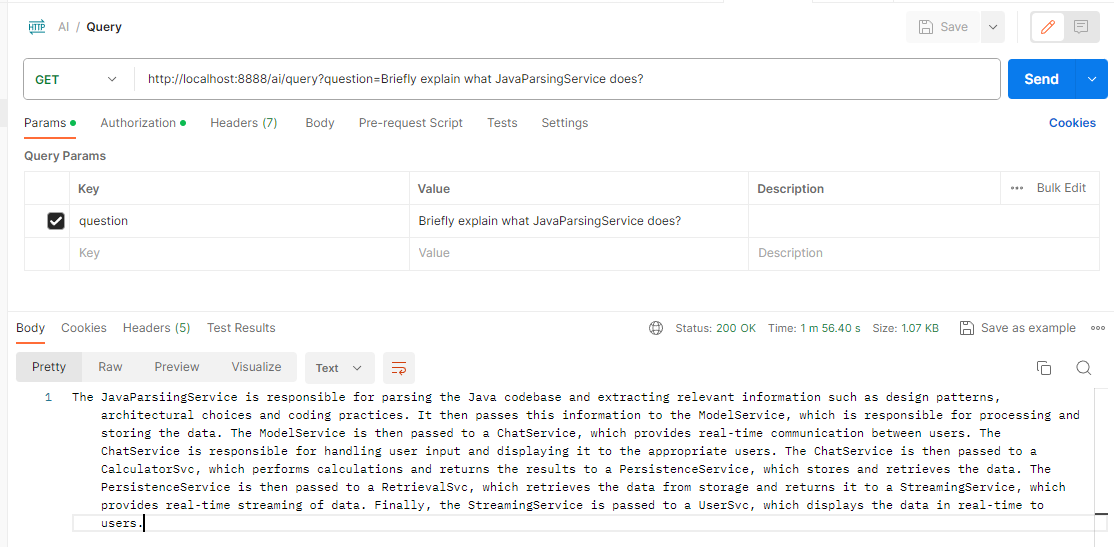 HTTP AI / Query Save
GET http://localhost:8888/ai/query?question=Briefly explain what JavaParsingService does? Send
Params Authorization Headers (7) Body Pre-request Script Tests Settings Cookies
Query Params
Key Value Description ••• Bulk Edit
question Briefly explain what JavaParsingService does?
Key Value Description
Body Cookies Headers (5) Test Results Status: 200 OK Time: 1 m 56.40 s Size: 1.07 KB Save as example •••
Pretty Raw Preview Visualize Text
1 The JavaParsiingService is responsible for parsing the Java codebase and extracting relevant information such as design patterns,
architectural choices and coding practices. It then passes this information to the ModelService, which is responsible for processing and
storing the data. The ModelService is then passed to a ChatService, which provides real-time communication between users. The
ChatService is responsible for handling user input and displaying it to the appropriate users. The ChatService is then passed to a
CalculatorSvc, which performs calculations and returns the results to a PersistenceService, which stores and retrieves the data. The
PersistenceService is then passed to a RetrievalSvc, which retrieves the data from storage and returns it to a StreamingService, which
provides real-time streaming of data. Finally, the StreamingService is passed to a UserSvc, which displays the data in real-time to
users.